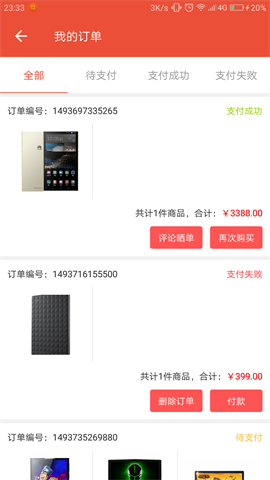 23:33 3K/s 4G 20%
我的订单
全部 待支付 支付成功 支付失败
订单编号：1493697335265 支付成功
共计1件商品，合计：￥3388.00
评论晒单 再次购买
订单编号：1493716155500 支付失败
共计1件商品，合计：￥399.00
删除订单 付款
订单编号：1493735269880 待支付